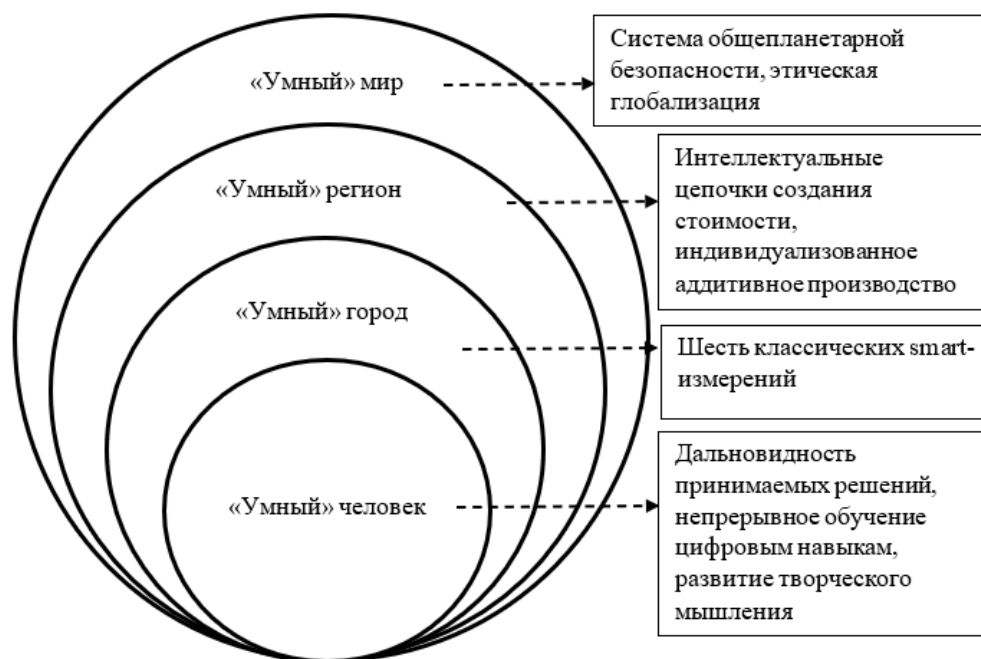 «Умный» мир
Система общепланетарной
безопасности, этическая
глобализация
«Умный» регион
Интеллектуальные
цепочки создания
стоимости,
индивидуализованное
аддитивное производство
«Умный» город
Шесть классических smart-
измерений
«Умный» человек
Дальновидность
принимаемых решений,
непрерывное обучение
цифровым навыкам,
развитие творческого
мышления